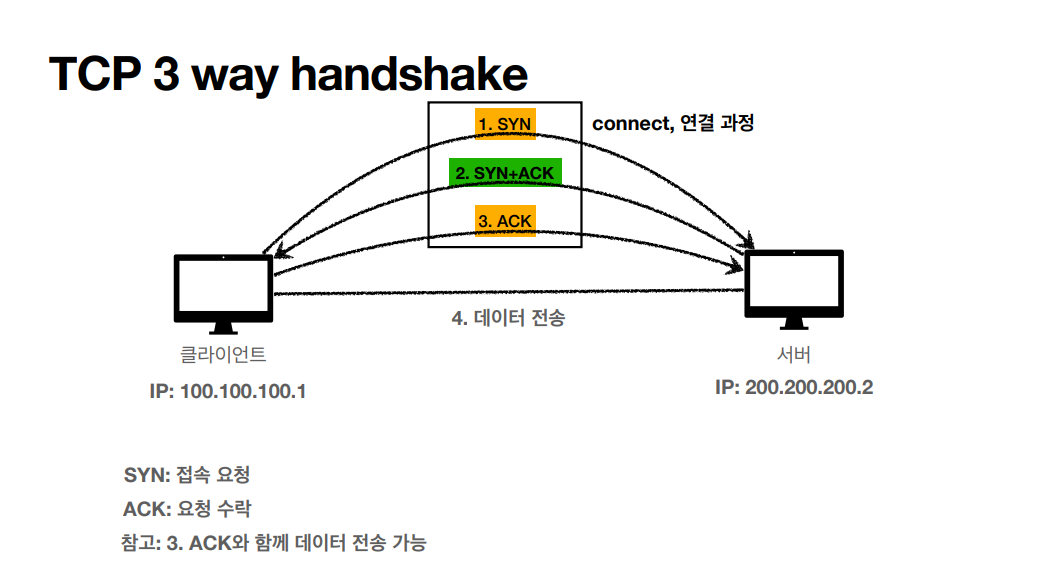 TCP 3 way handshake
1. SYN
connect, 연결 과정
2. SYN+ACK
3. ACK
4. 데이터 전송
클라이언트
서버
IP: 100.100.100.1
IP: 200.200.200.2
SYN: 접속 요청
ACK: 요청 수락
참고: 3. ACK와 함께 데이터 전송 가능